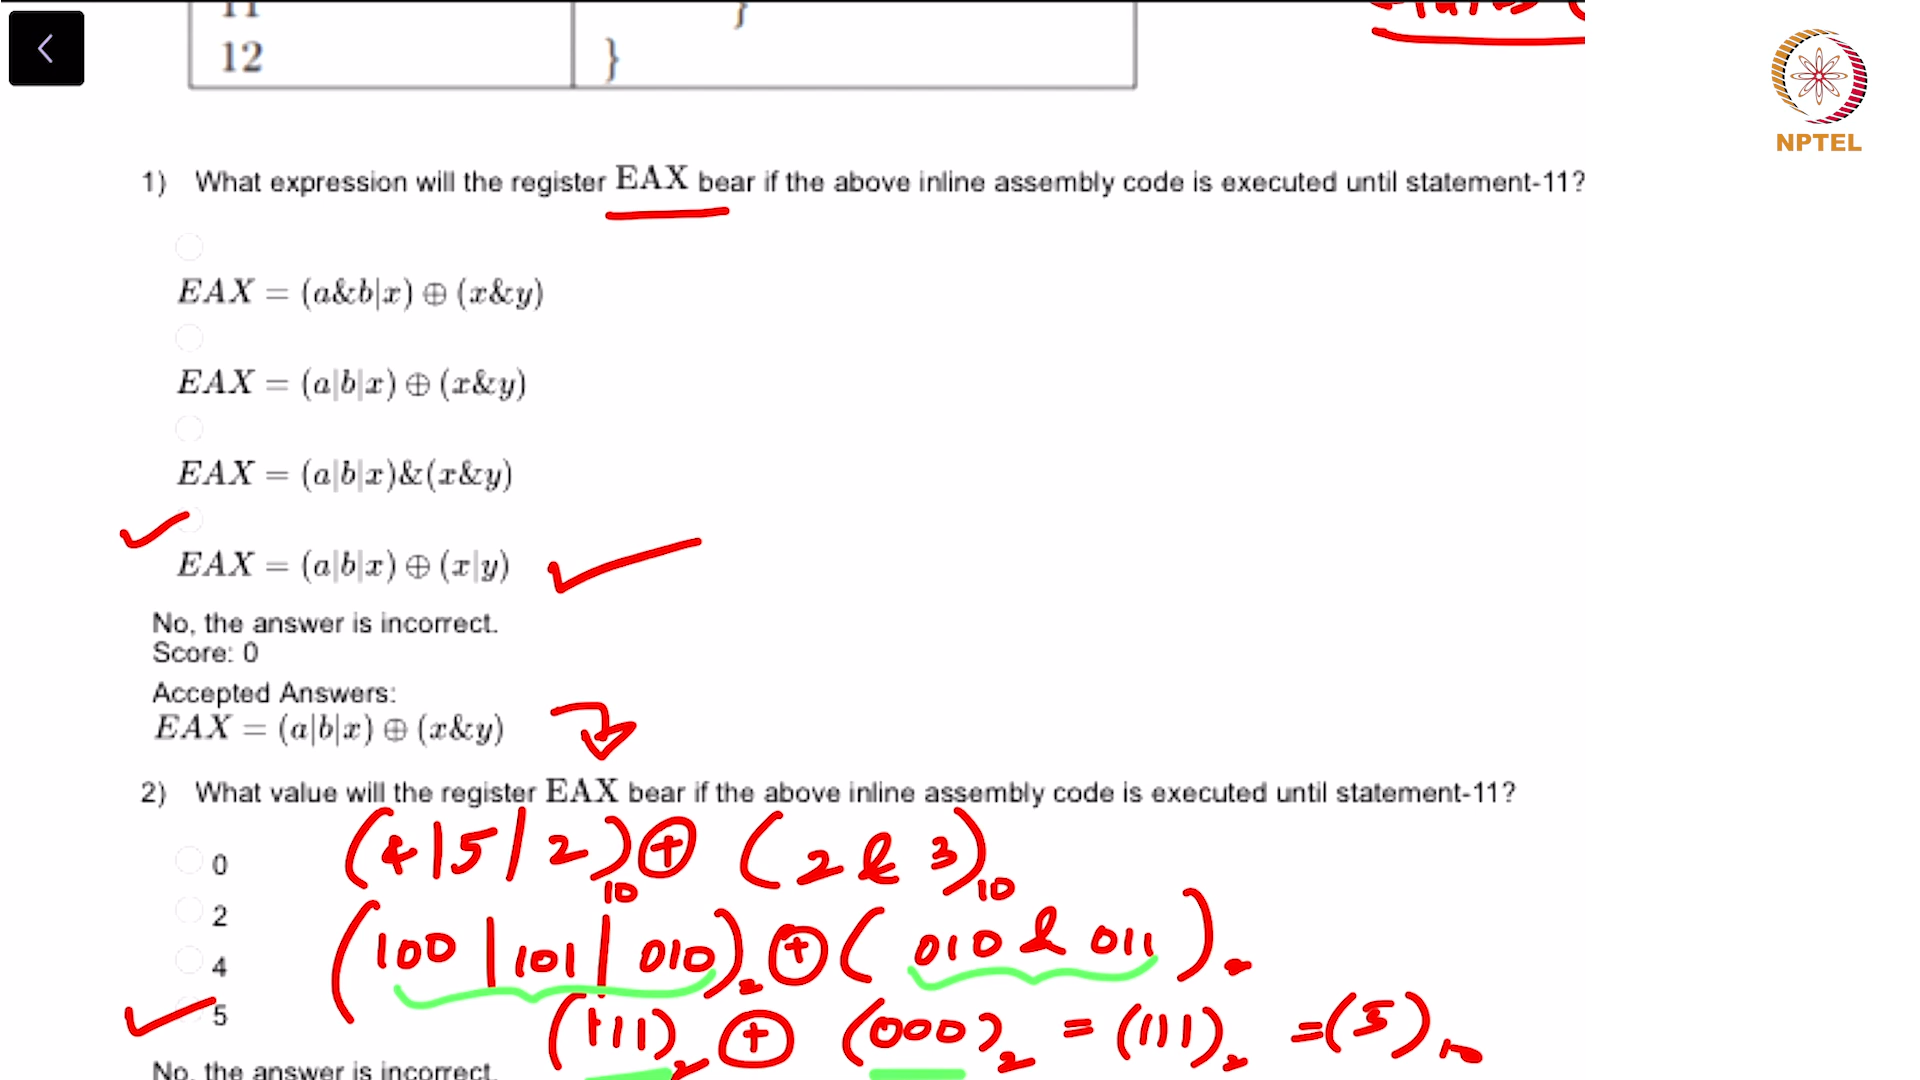 12 }
NPTEL
1) What expression will the register EAX bear if the above inline assembly code is executed until statement-11?
EAX = (a&b|x) ⊕ (x&y)
EAX = (a|b|x) ⊕ (x&y)
EAX = (a|b|x)&(x&y)
EAX = (a|b|x) ⊕ (x|y)
No, the answer is incorrect.
Score: 0
Accepted Answers:
EAX = (a|b|x) ⊕ (x&y)
2) What value will the register EAX bear if the above inline assembly code is executed until statement-11?
(4|5|2)10 ⊕ (2&3)10
0
2
(100|101|010)2 ⊕ (010&011)2
4
5
(111)2 ⊕ (000)2 = (111)2 = (5)10
No, the answer is incorrect.